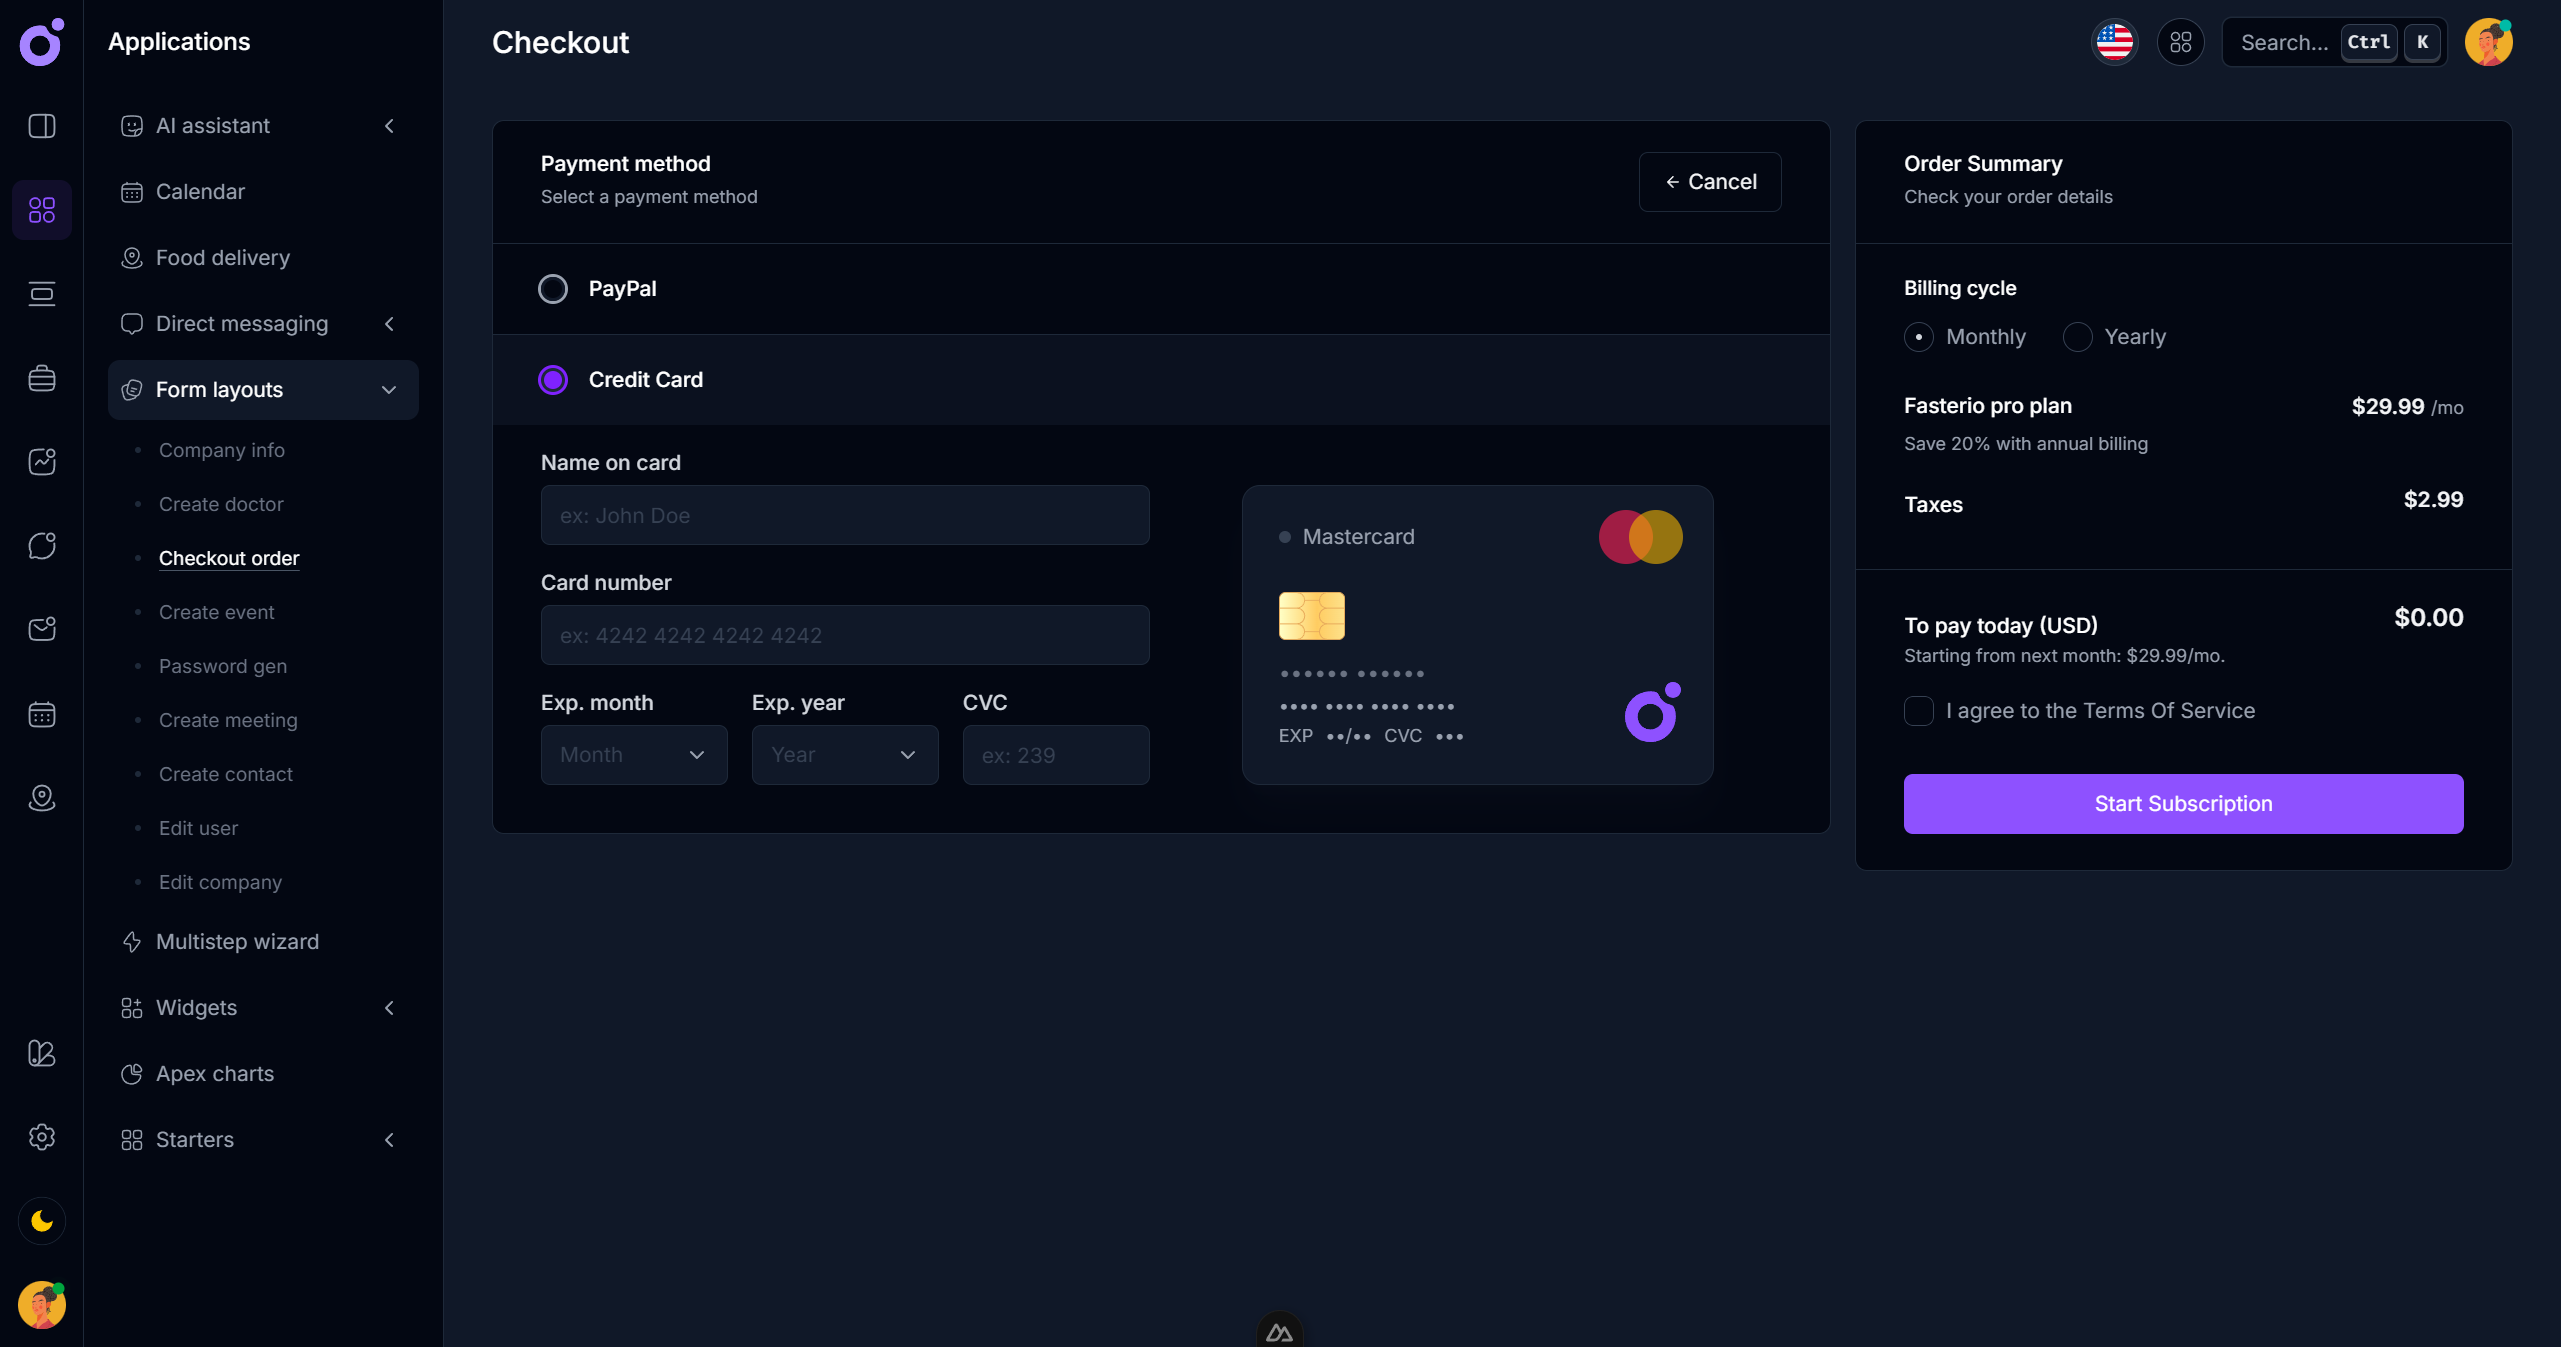 Applications
AI assistant
Calendar
Food delivery
Direct messaging
Form layouts
Company info
Create doctor
Checkout order
Create event
Password gen
Create meeting
Create contact
Edit user
Edit company
Multistep wizard
Widgets
Apex charts
Starters
Checkout
Search... Ctrl K
Payment method
Select a payment method
← Cancel
PayPal
Credit Card
Name on card
ex: John Doe
Card number
ex: 4242 4242 4242 4242
Exp. month Exp. year CVC
Month Year ex: 239
Mastercard
•••••• ••••••
•••• •••• •••• ••••
EXP ••/•• CVC •••
Order Summary
Check your order details
Billing cycle
Monthly Yearly
Fasterio pro plan $29.99 /mo
Save 20% with annual billing
Taxes $2.99
To pay today (USD) $0.00
Starting from next month: $29.99/mo.
I agree to the Terms Of Service
Start Subscription